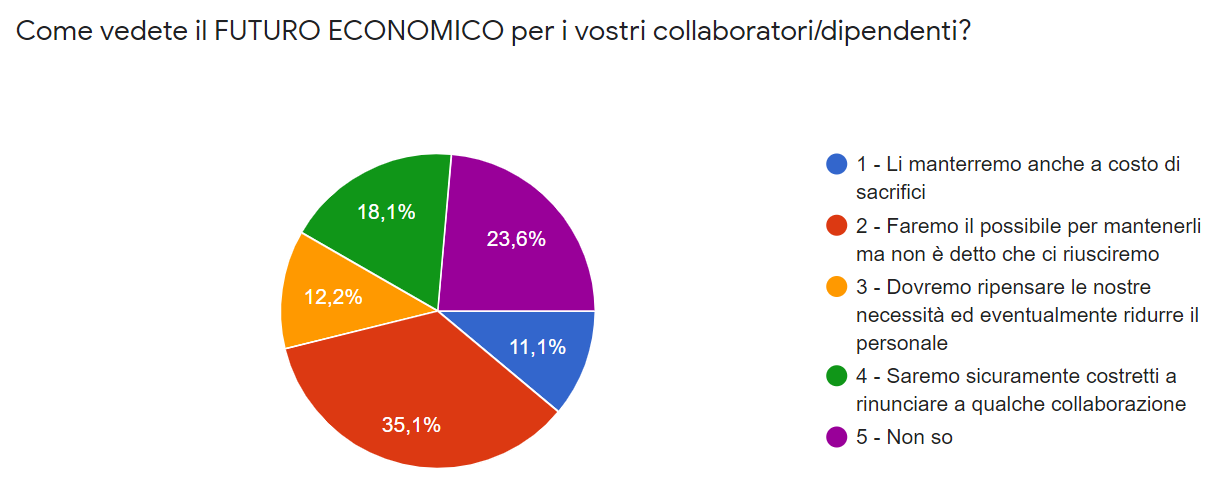 Come vedete il FUTURO ECONOMICO per i vostri collaboratori/dipendenti?
18,1%
23,6%
12,2%
11,1%
35,1%
1 - Li manterremo anche a costo di
sacrifici
2 - Faremo il possibile per mantenerli
ma non è detto che ci riusciremo
3 - Dovremo ripensare le nostre
necessità ed eventualmente ridurre il
personale
4 - Saremo sicuramente costretti a
rinunciare a qualche collaborazione
5 - Non so